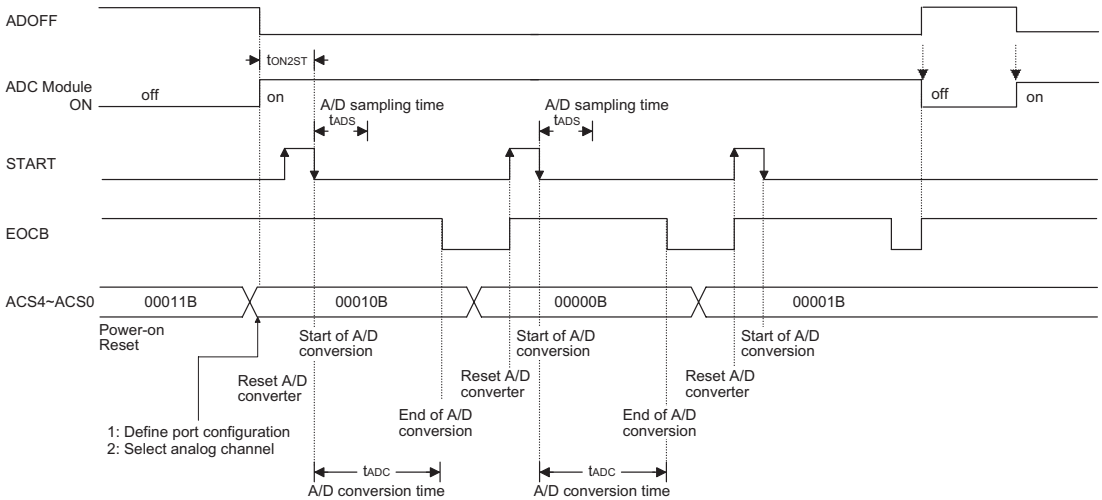 ADOFF
tON2ST
ADC Module
ON
off
on
off
on
A/D sampling time
tADS
A/D sampling time
tADS
START
EOCB
ACS4~ACS0
00011B
00010B
00000B
00001B
Power-on
Reset
Start of A/D
conversion
Start of A/D
conversion
Start of A/D
conversion
Reset A/D
converter
Reset A/D
converter
Reset A/D
converter
End of A/D
conversion
End of A/D
conversion
1: Define port configuration
2: Select analog channel
tADC
A/D conversion time
tADC
A/D conversion time